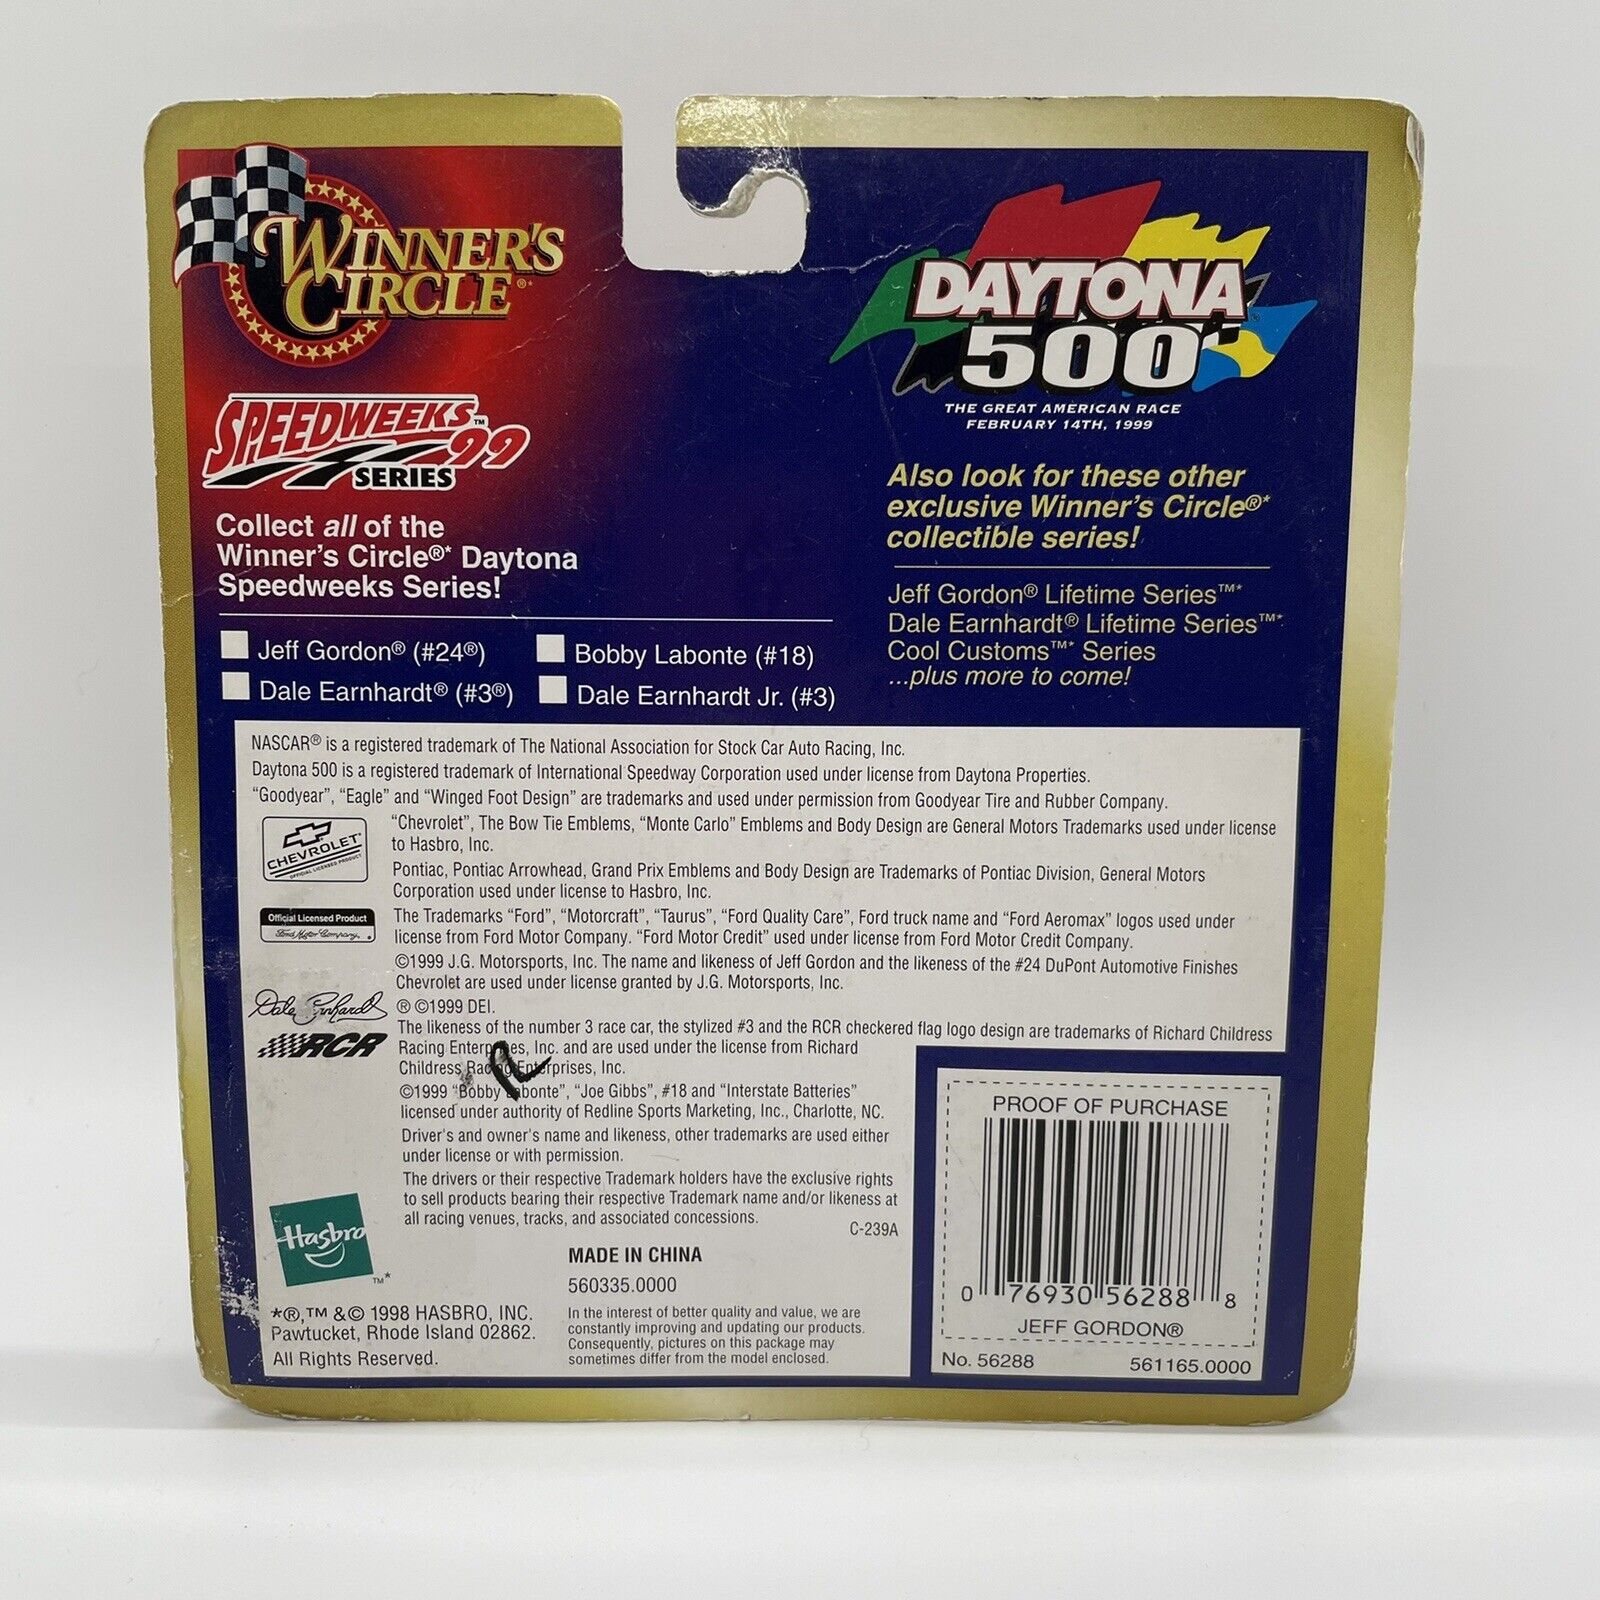 WINNER'S
CIRCLE®*
SPEEDWEEKS™ 99
SERIES
Collect all of the
Winner's Circle®* Daytona
Speedweeks Series!
Jeff Gordon® (#24®)
Bobby Labonte (#18)
Dale Earnhardt® (#3®)
Dale Earnhardt Jr. (#3)
DAYTONA
500
THE GREAT AMERICAN RACE
FEBRUARY 14TH, 1999
Also look for these other
exclusive Winner's Circle®*
collectible series!
Jeff Gordon® Lifetime Series™*
Dale Earnhardt® Lifetime Series™*
Cool Customs™* Series
...plus more to come!
NASCAR® is a registered trademark of The National Association for Stock Car Auto Racing, Inc.
Daytona 500 is a registered trademark of International Speedway Corporation used under license from Daytona Properties.
“Goodyear”, “Eagle” and “Winged Foot Design” are trademarks and used under permission from Goodyear Tire and Rubber Company.
CHEVROLET
OFFICIAL LICENSED PRODUCT
“Chevrolet”, The Bow Tie Emblems, “Monte Carlo” Emblems and Body Design are General Motors Trademarks used under license
to Hasbro, Inc.
Pontiac, Pontiac Arrowhead, Grand Prix Emblems and Body Design are Trademarks of Pontiac Division, General Motors
Corporation used under license to Hasbro, Inc.
Official Licensed Product
Ford Motor Company.
The Trademarks “Ford”, “Motorcraft”, “Taurus”, “Ford Quality Care”, Ford truck name and “Ford Aeromax” logos used under
license from Ford Motor Company. “Ford Motor Credit” used under license from Ford Motor Credit Company.
©1999 J.G. Motorsports, Inc. The name and likeness of Jeff Gordon and the likeness of the #24 DuPont Automotive Finishes
Chevrolet are used under license granted by J.G. Motorsports, Inc.
Dale Earnhardt
® ©1999 DEI.
RCR
The likeness of the number 3 race car, the stylized #3 and the RCR checkered flag logo design are trademarks of Richard Childress
Racing Enterprises, Inc. and are used under the license from Richard
Childress Racing Enterprises, Inc.
R
©1999 “Bobby Labonte”, “Joe Gibbs”, #18 and “Interstate Batteries”
licensed under authority of Redline Sports Marketing, Inc., Charlotte, NC.
Driver's and owner's name and likeness, other trademarks are used either
under license or with permission.
The drivers or their respective Trademark holders have the exclusive rights
to sell products bearing their respective Trademark name and/or likeness at
all racing venues, tracks, and associated concessions.
C-239A
Hasbro
™*
*®,™ &© 1998 HASBRO, INC.
Pawtucket, Rhode Island 02862.
All Rights Reserved.
MADE IN CHINA
560335.0000
In the interest of better quality and value, we are
constantly improving and updating our products.
Consequently, pictures on this package may
sometimes differ from the model enclosed.
PROOF OF PURCHASE
0 76930 56288 8
JEFF GORDON®
No. 56288
561165.0000